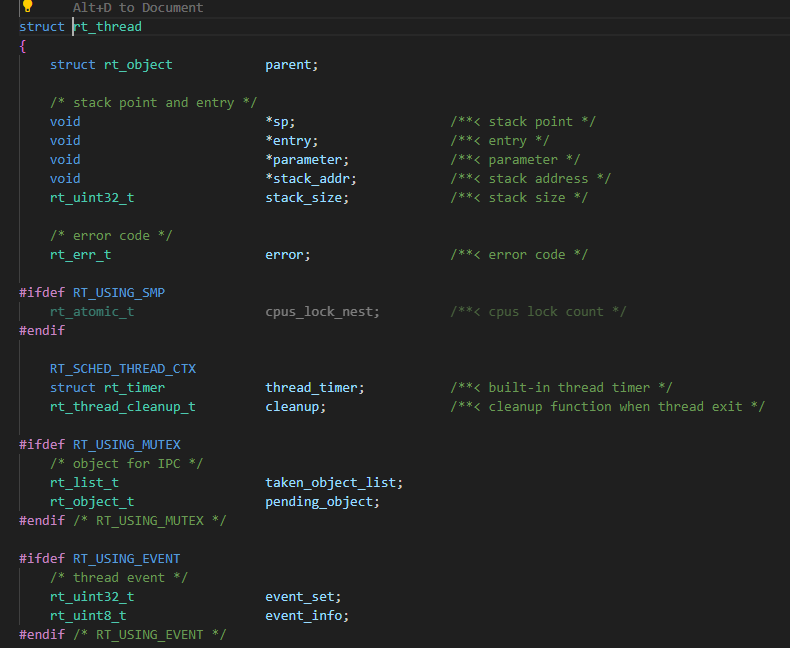 Alt+D to Document
struct rt_thread
{
struct rt_object parent;
/* stack point and entry */
void *sp; /**< stack point */
void *entry; /**< entry */
void *parameter; /**< parameter */
void *stack_addr; /**< stack address */
rt_uint32_t stack_size; /**< stack size */
/* error code */
rt_err_t error; /**< error code */
#ifdef RT_USING_SMP
rt_atomic_t cpus_lock_nest; /**< cpus lock count */
#endif
RT_SCHED_THREAD_CTX
struct rt_timer thread_timer; /**< built-in thread timer */
rt_thread_cleanup_t cleanup; /**< cleanup function when thread exit */
#ifdef RT_USING_MUTEX
/* object for IPC */
rt_list_t taken_object_list;
rt_object_t pending_object;
#endif /* RT_USING_MUTEX */
#ifdef RT_USING_EVENT
/* thread event */
rt_uint32_t event_set;
rt_uint8_t event_info;
#endif /* RT_USING_EVENT */